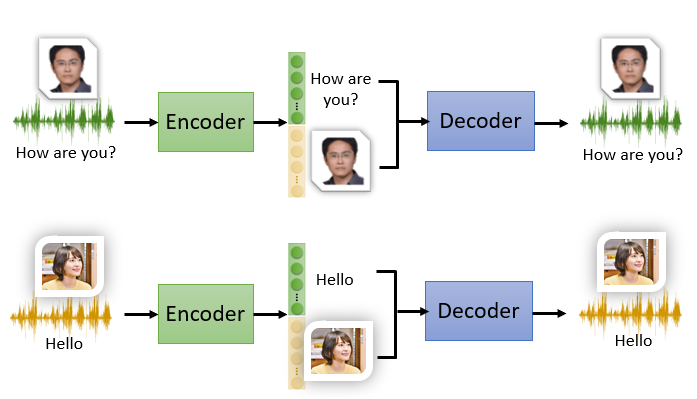 How are you?
Encoder
How are
you?
Decoder
How are you?
Hello
Encoder
Hello
Decoder
Hello